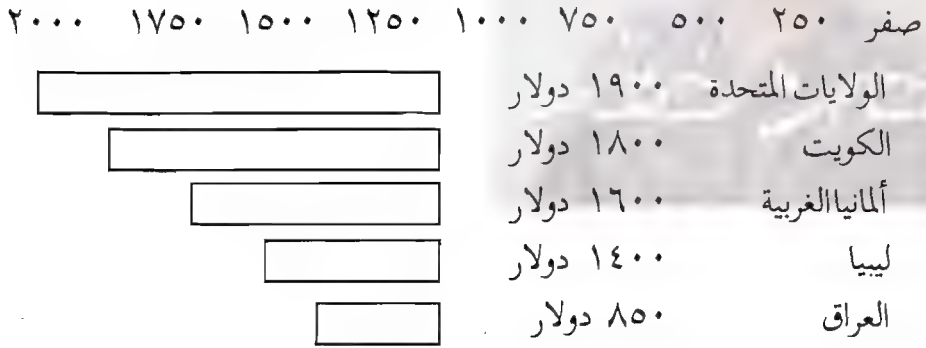 صفر ٢٥٠ ٥٠٠ ٧٥٠ ١٠٠٠ ١٢٥٠ ١٥٠٠ ١٧٥٠ ٢٠٠٠
الولايات المتحدة ١٩٠٠ دولار
الكويت ١٨٠٠ دولار
ألمانيا الغربية ١٦٠٠ دولار
ليبيا ١٤٠٠ دولار
العراق ٨٥٠ دولار